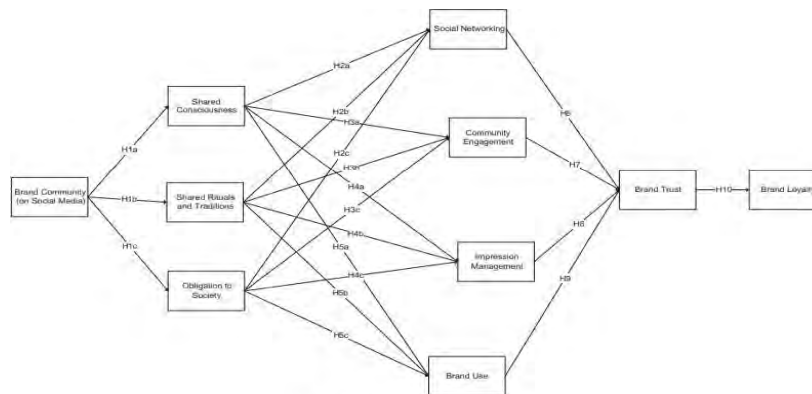 Social Networking
H2a
Shared
Consciousness
H2b
H3a
H6
Community
Engagement
H1a
H2c
H7
H3b
Brand Community
(on Social Media)
H1b
Shared Rituals
and Traditions
H4a
Brand Trust
H10
Brand Loyalty
H3c
H4b
H8
H1c
H5a
Impression
Management
Obligation to
Society
H4c
H9
H5b
H5c
Brand Use